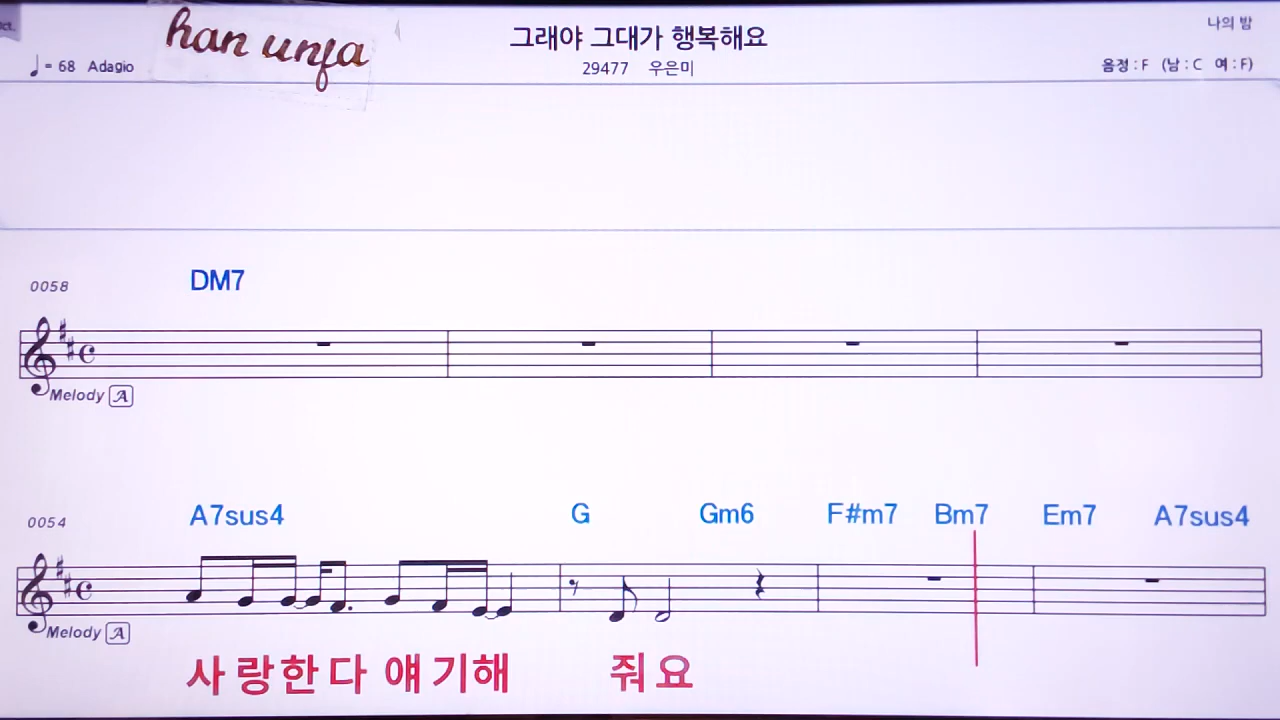 ct.
han unfa
그래야 그대가 행복해요
나의 밤
♩ = 68 Adagio
29477 우은미
음정 : F (남 : C 여 : F)
0058
DM7
Melody A
0054
A7sus4 G Gm6 F#m7 Bm7 Em7 A7sus4
Melody A
사랑한다 얘기해 줘요